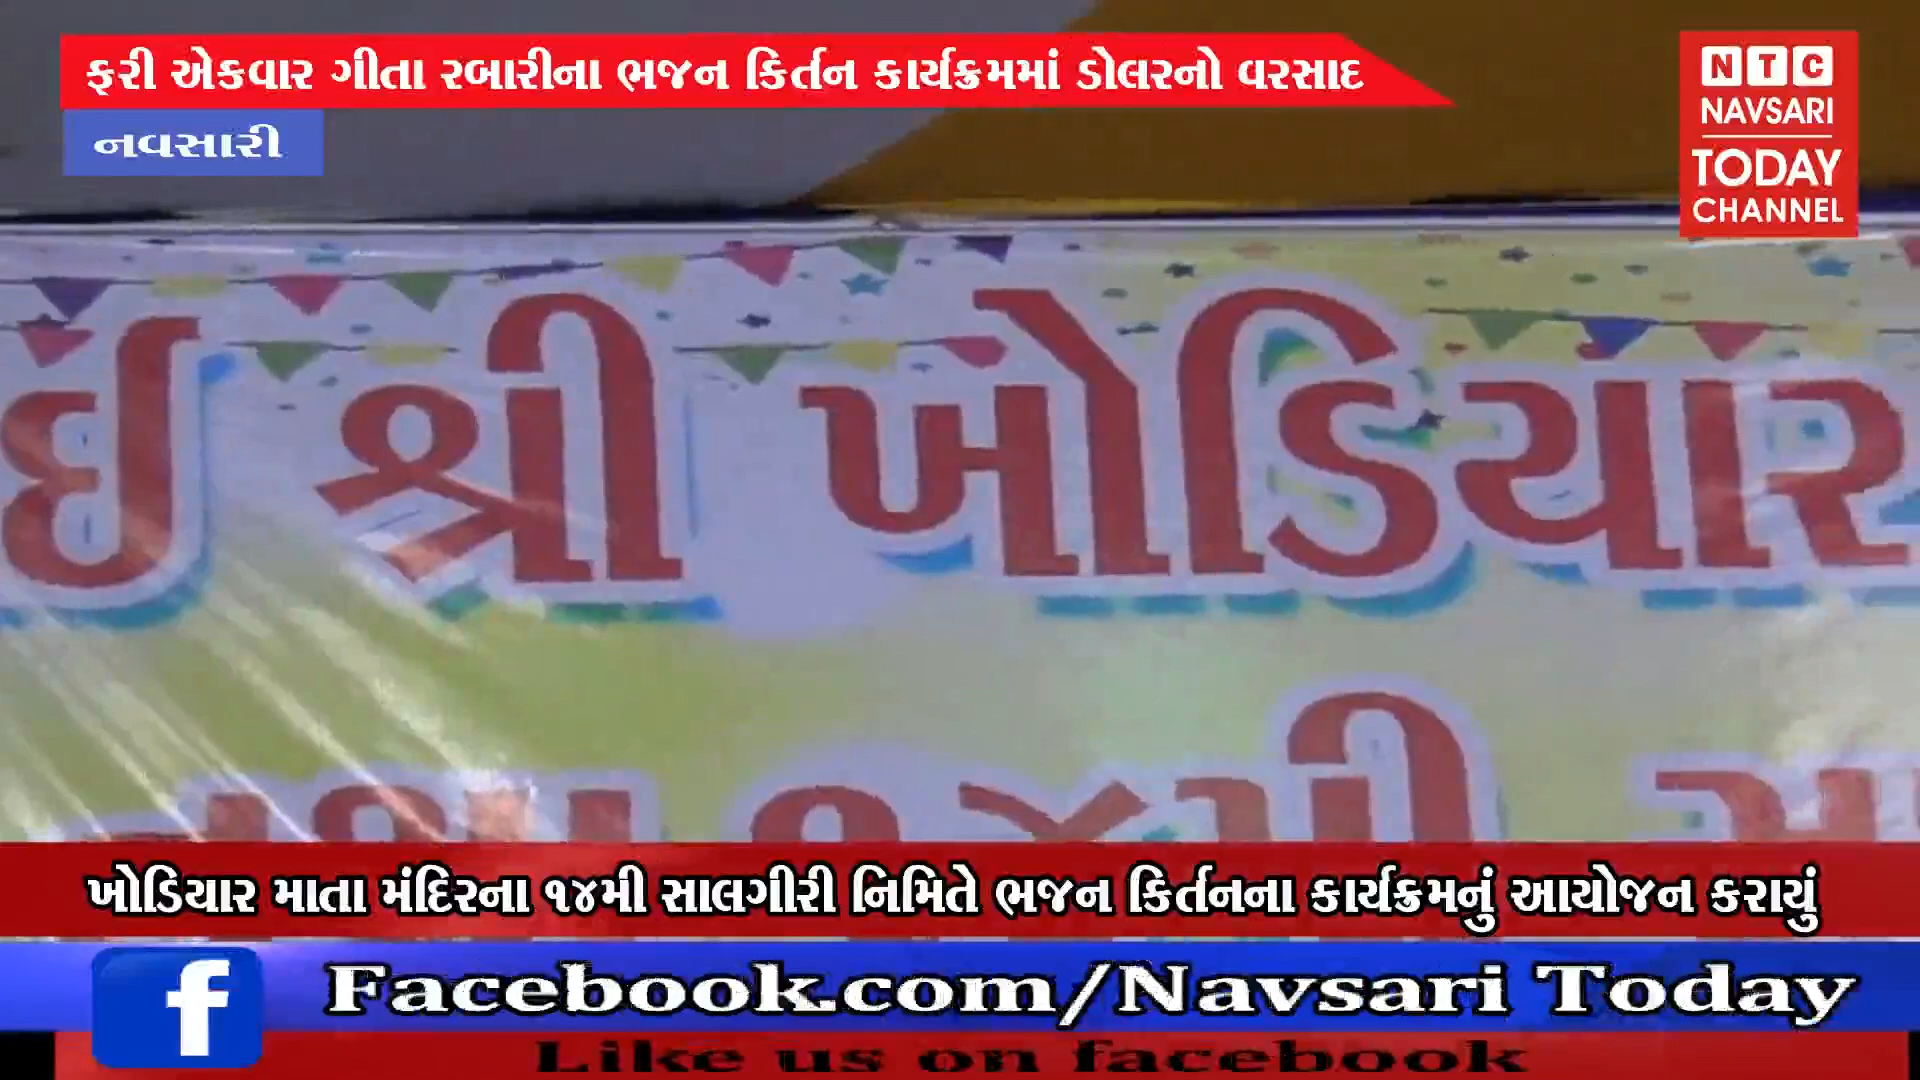 ફરી એકવાર ગીતા રબારીના ભજન કિર્તન કાર્યક્રમમાં ડોલરનો વરસાદ
નવસારી
NTC
NAVSARI
TODAY
CHANNEL
ઈ શ્રી ખોડિયાર
૧૪મી
ખોડિયાર માતા મંદિરના ૧૪મી સાલગીરી નિમિતે ભજન કિર્તનના કાર્યક્રમનું આયોજન કરાયું
Facebook.com/Navsari Today
Like us on facebook